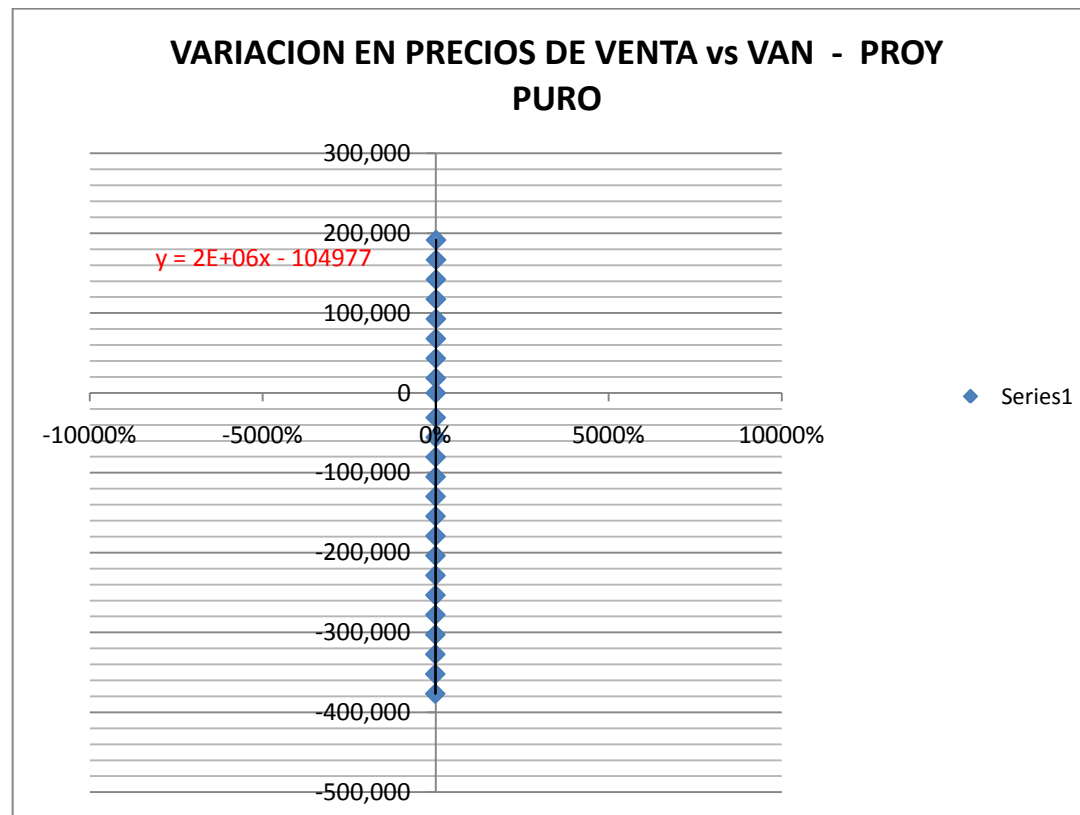 VARIACION EN PRECIOS DE VENTA vs VAN - PROY
PURO
300,000
200,000
y = 2E+06x - 104977
100,000
0
Series1
-10000% -5000% 0% 5000% 10000%
-100,000
-200,000
-300,000
-400,000
-500,000